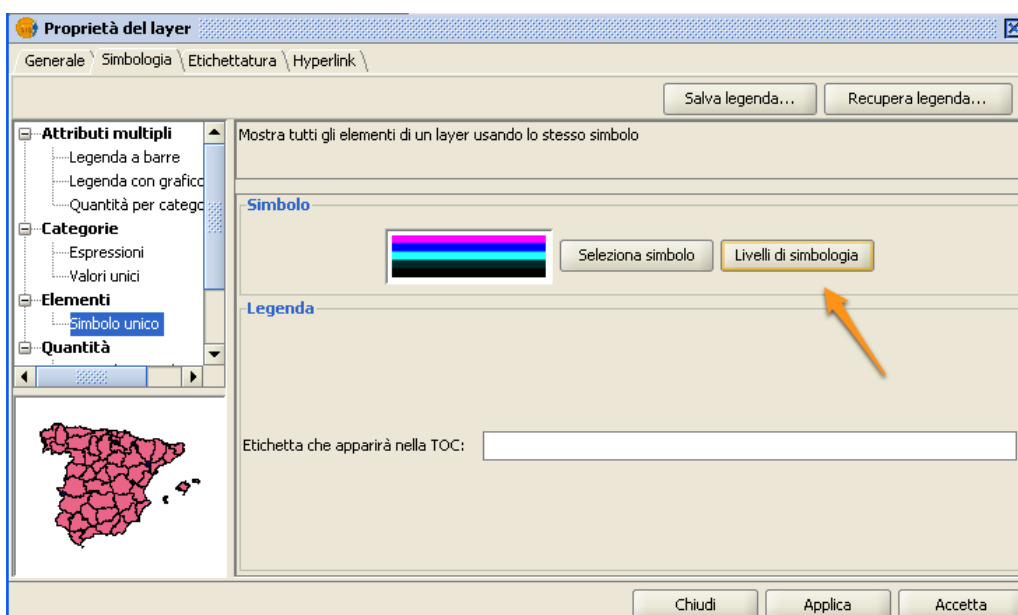 Proprietà del layer
Generale Simbologia Etichettatura Hyperlink
Salva legenda... Recupera legenda...
Attributi multipli
Legenda a barre
Legenda con grafico
Quantità per catego
Categorie
Espressioni
Valori unici
Elementi
Simbolo unico
Quantità
Mostra tutti gli elementi di un layer usando lo stesso simbolo
Simbolo
Seleziona simbolo Livelli di simbologia
Legenda
Etichetta che apparirà nella TOC:
Chiudi Applica Accetta